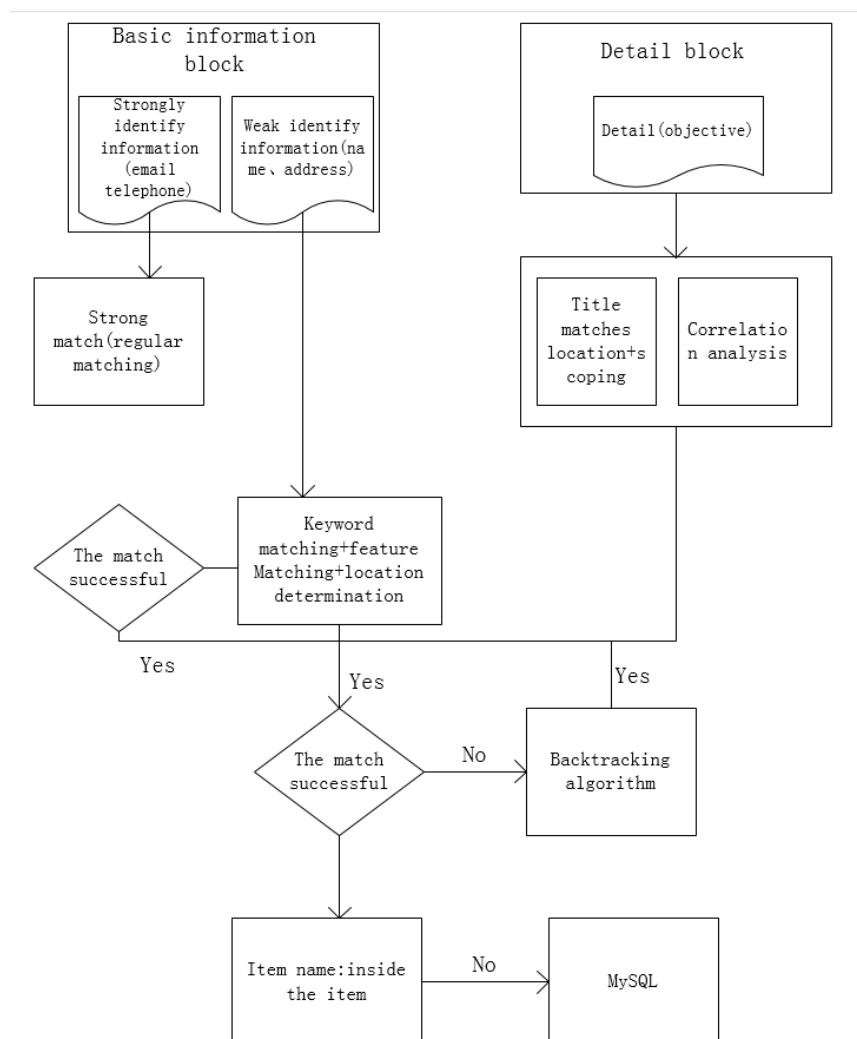 Basic information
block
Strongly
identify
information
(email
telephone)
Weak identify
information(na
me、address)
Detail block
Detail(objective)
Strong
match(regular
matching)
Title
matches
location+s
coping
Correlatio
n analysis
Keyword
matching+feature
Matching+location
determination
The match
successful
Yes
Yes
Yes
The match
successful
No
Backtracking
algorithm
Item name:inside
the item
No
MySQL